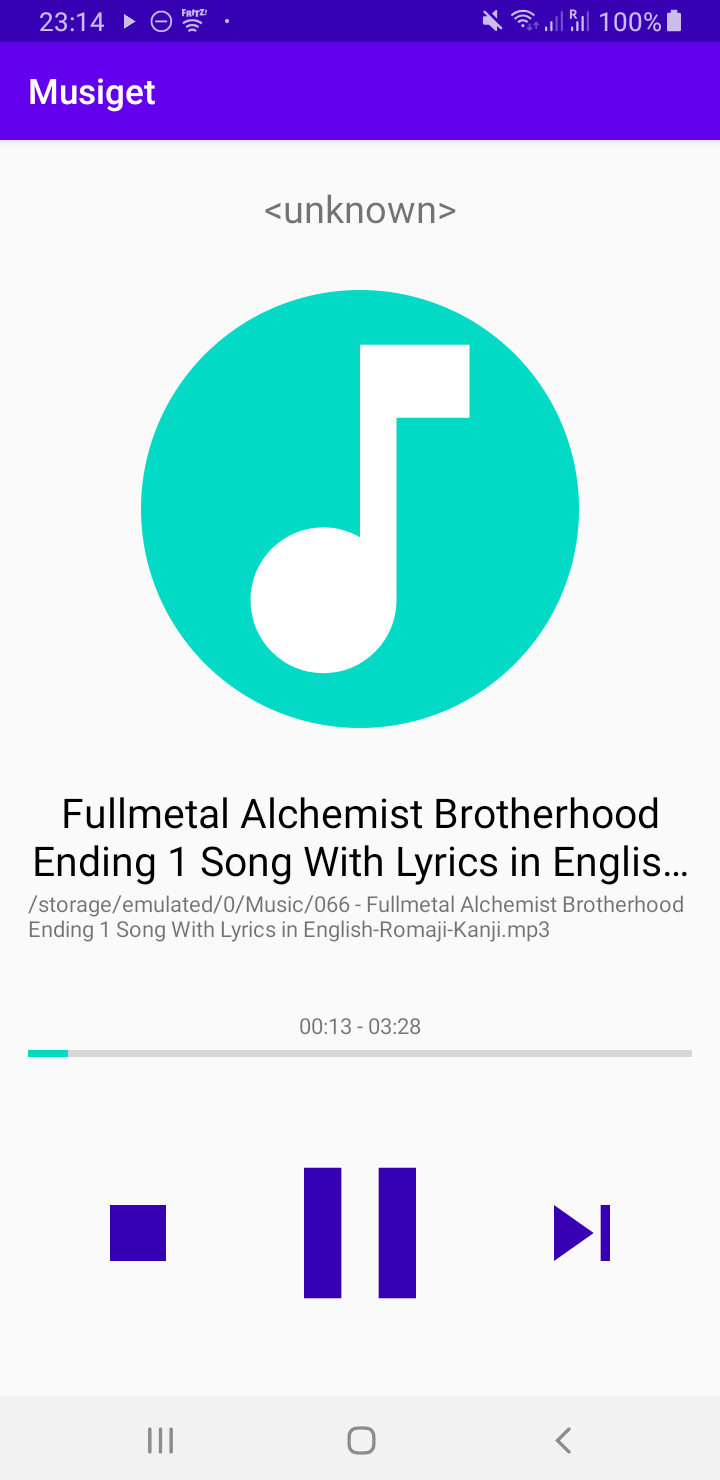 23:14 FRITZ! R 100%
Musiget
<unknown>
Fullmetal Alchemist Brotherhood
Ending 1 Song With Lyrics in Englis...
/storage/emulated/0/Music/066 - Fullmetal Alchemist Brotherhood
Ending 1 Song With Lyrics in English-Romaji-Kanji.mp3
00:13 - 03:28